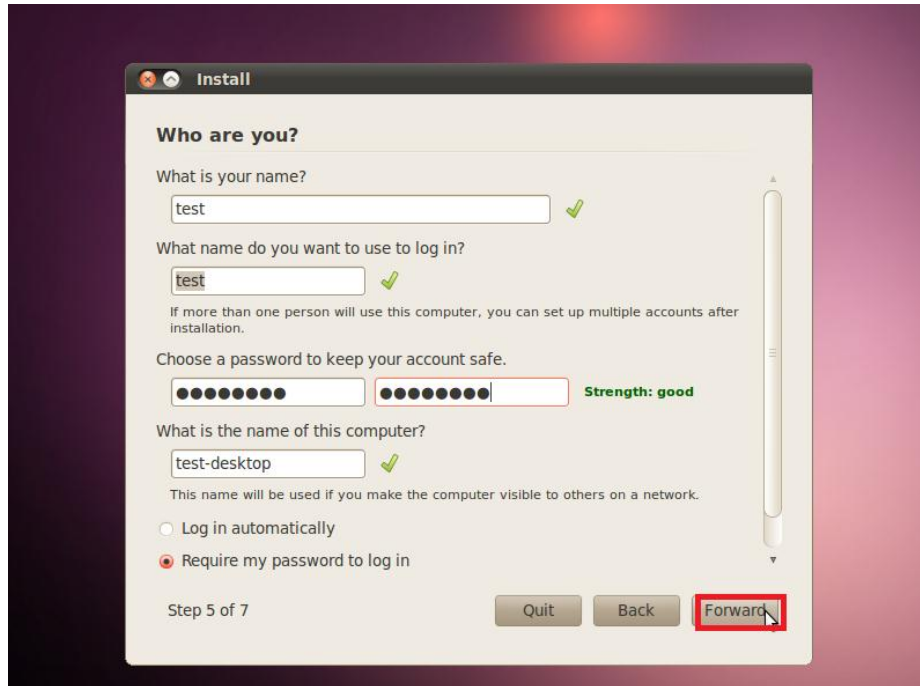 Install
Who are you?
What is your name?
test
What name do you want to use to log in?
test
If more than one person will use this computer, you can set up multiple accounts after
installation.
Choose a password to keep your account safe.
●●●●●●●● ●●●●●●●● Strength: good
What is the name of this computer?
test-desktop
This name will be used if you make the computer visible to others on a network.
Log in automatically
Require my password to log in
Step 5 of 7 Quit Back Forward